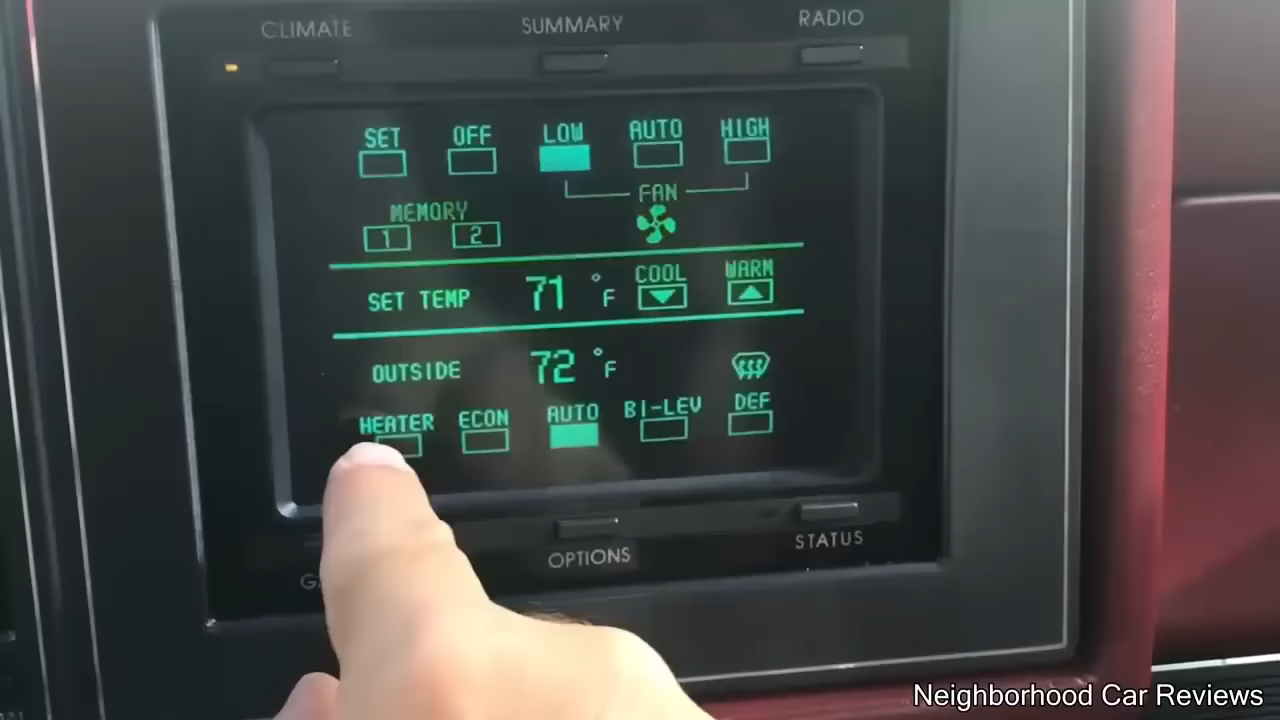 CLIMATE SUMMARY RADIO
SET OFF LOW AUTO HIGH
FAN
MEMORY
1 2
SET TEMP 71 °F COOL WARM
OUTSIDE 72 °F
HEATER ECON AUTO BI-LEV DEF
OPTIONS STATUS
Neighborhood Car Reviews